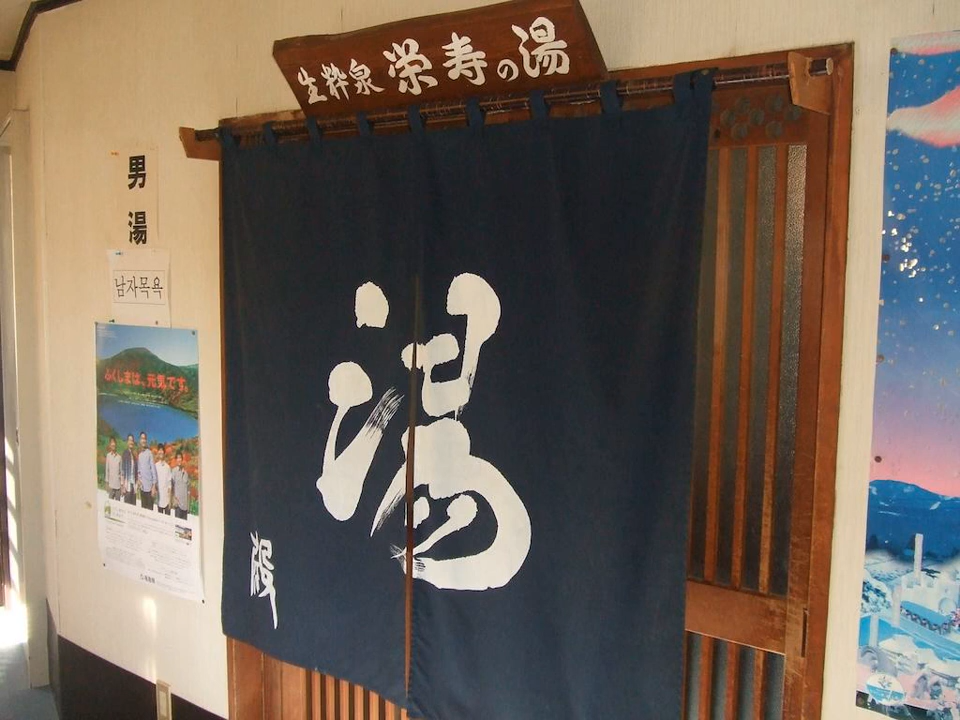 生粋泉 栄寿の湯
男湯
남자목욕
ふくしまは、元気です。
湯
殿